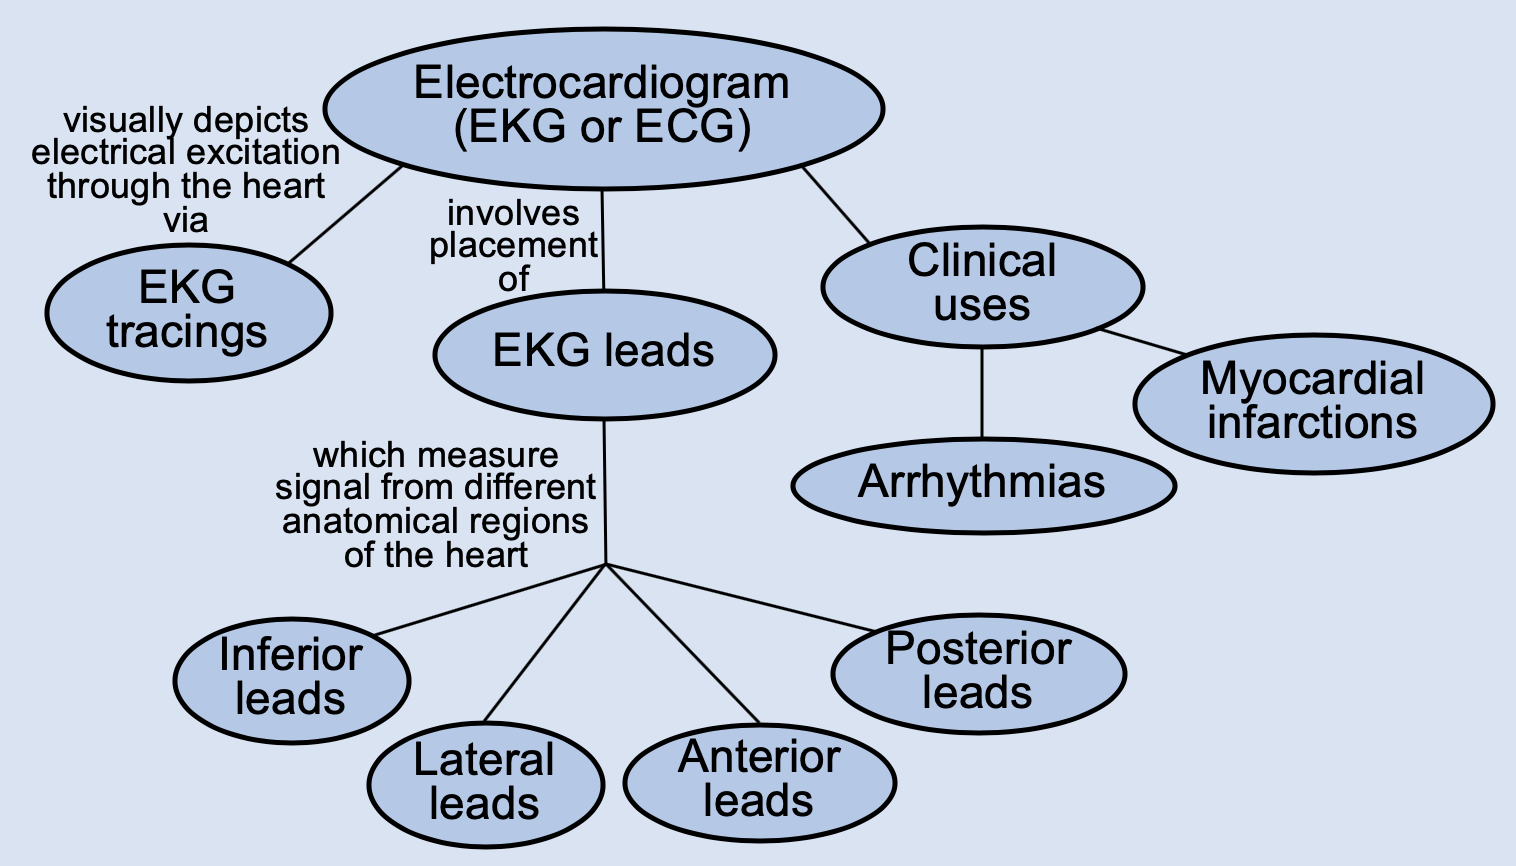 Electrocardiogram
(EKG or ECG)
visually depicts
electrical excitation
through the heart
via
EKG
tracings
involves
placement
of
EKG leads
Clinical
uses
Myocardial
infarctions
Arrhythmias
which measure
signal from different
anatomical regions
of the heart
Inferior
leads
Lateral
leads
Anterior
leads
Posterior
leads